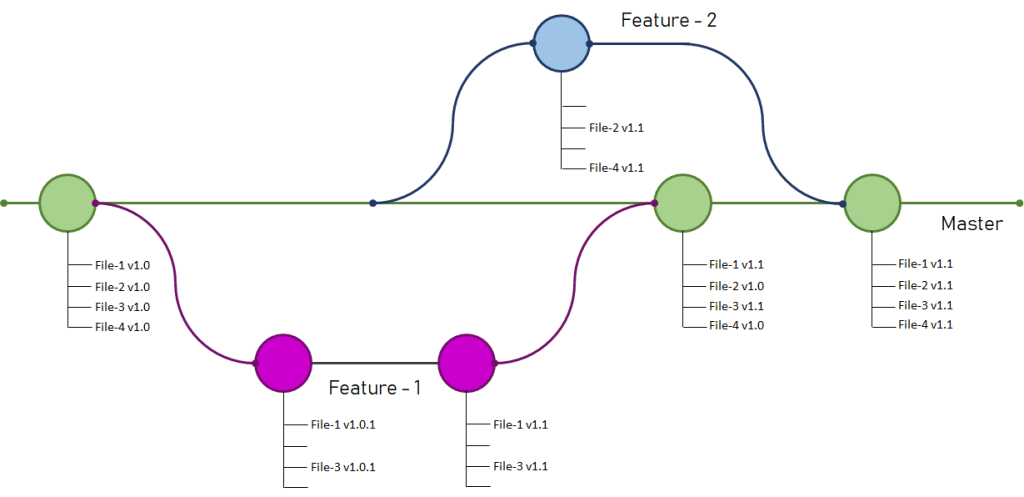 Feature - 2
File-2 v1.1
File-4 v1.1
Master
File-1 v1.0
File-2 v1.0
File-3 v1.0
File-4 v1.0
File-1 v1.1
File-2 v1.0
File-3 v1.1
File-4 v1.0
File-1 v1.1
File-2 v1.1
File-3 v1.1
File-4 v1.1
Feature - 1
File-1 v1.0.1
File-3 v1.0.1
File-1 v1.1
File-3 v1.1